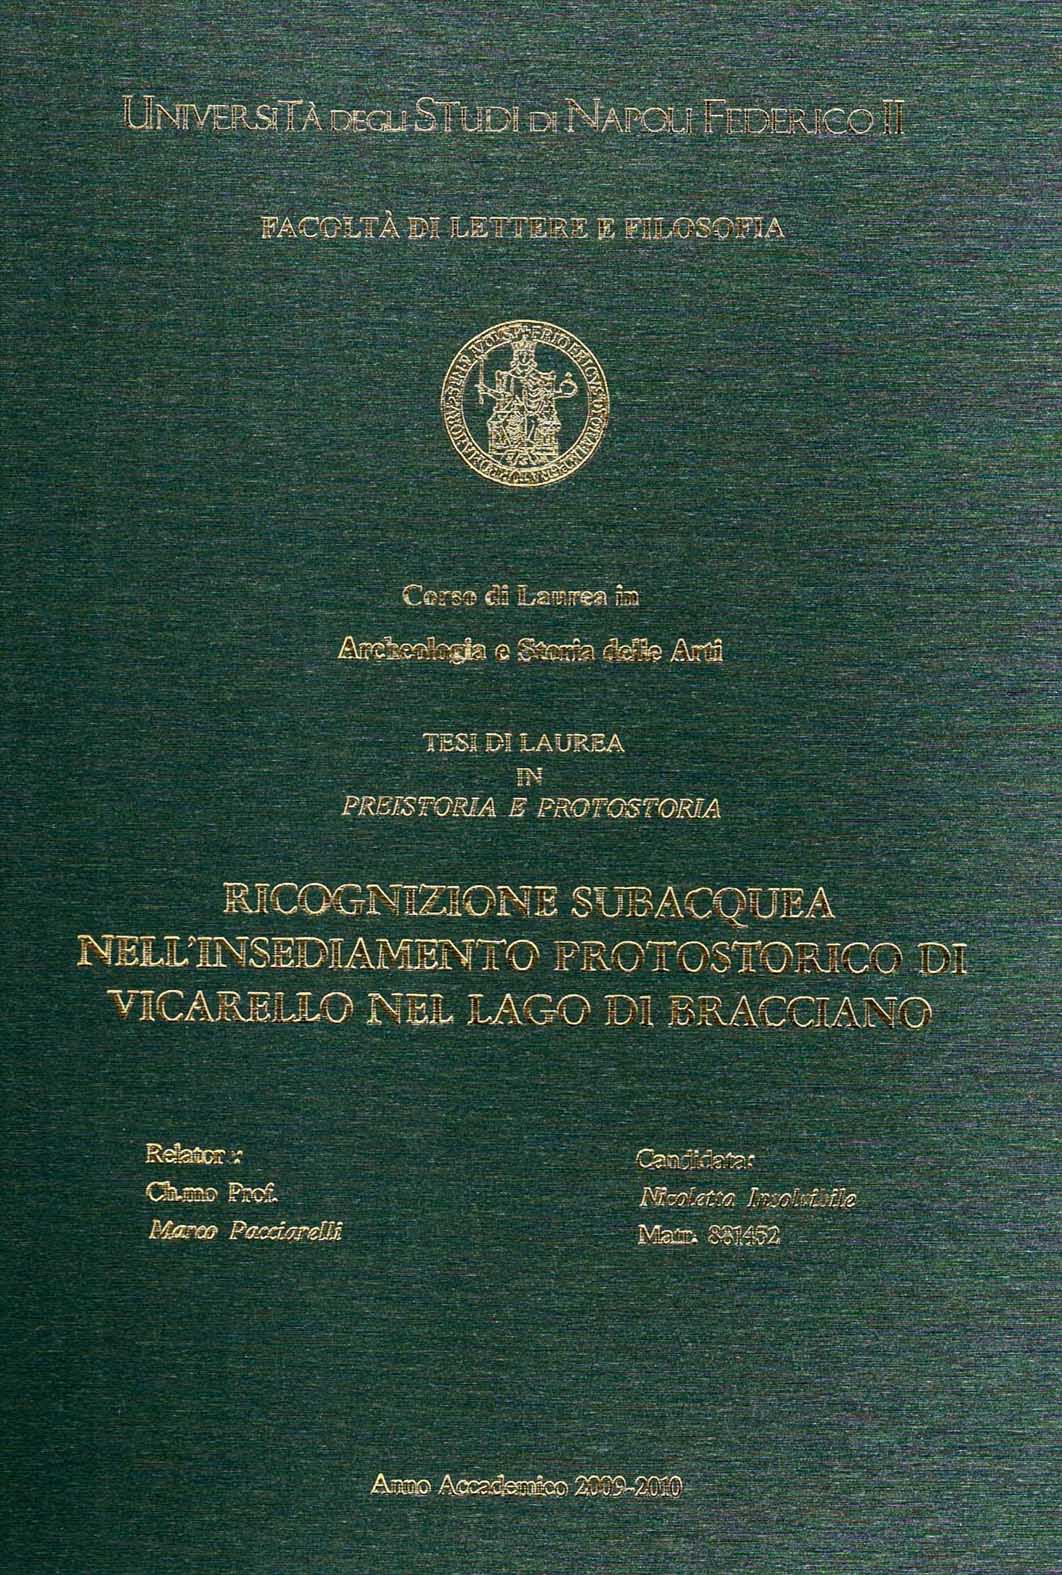 UNIVERSITÀ DEGLI STUDI DI NAPOLI FEDERICO II
FACOLTÀ DI LETTERE E FILOSOFIA
Corso di Laurea in
Archeologia e Storia delle Arti
TESI DI LAUREA
IN
PREISTORIA E PROTOSTORIA
RICOGNIZIONE SUBACQUEA
NELL'INSEDIAMENTO PROTOSTORICO DI
VICARELLO NEL LAGO DI BRACCIANO
Relatore:
Ch.mo Prof.
Marco Pacciarelli
Candidata:
Nicoletta Insolvibile
Matr. 881452
Anno Accademico 2009-2010